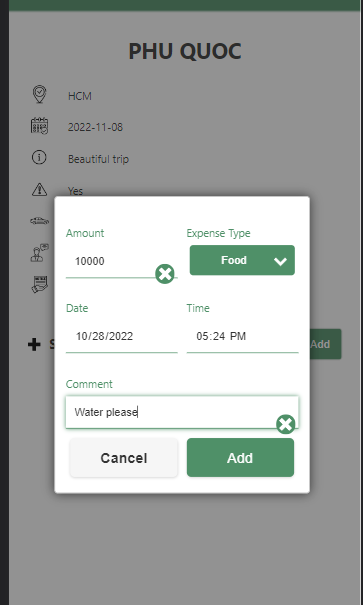 PHU QUOC
HCM
2022-11-08
Beautiful trip
Yes
Amount
Expense Type
10000
Food
Date
Time
10/28/2022
05:24 PM
S
Add
Comment
Water please
Cancel
Add